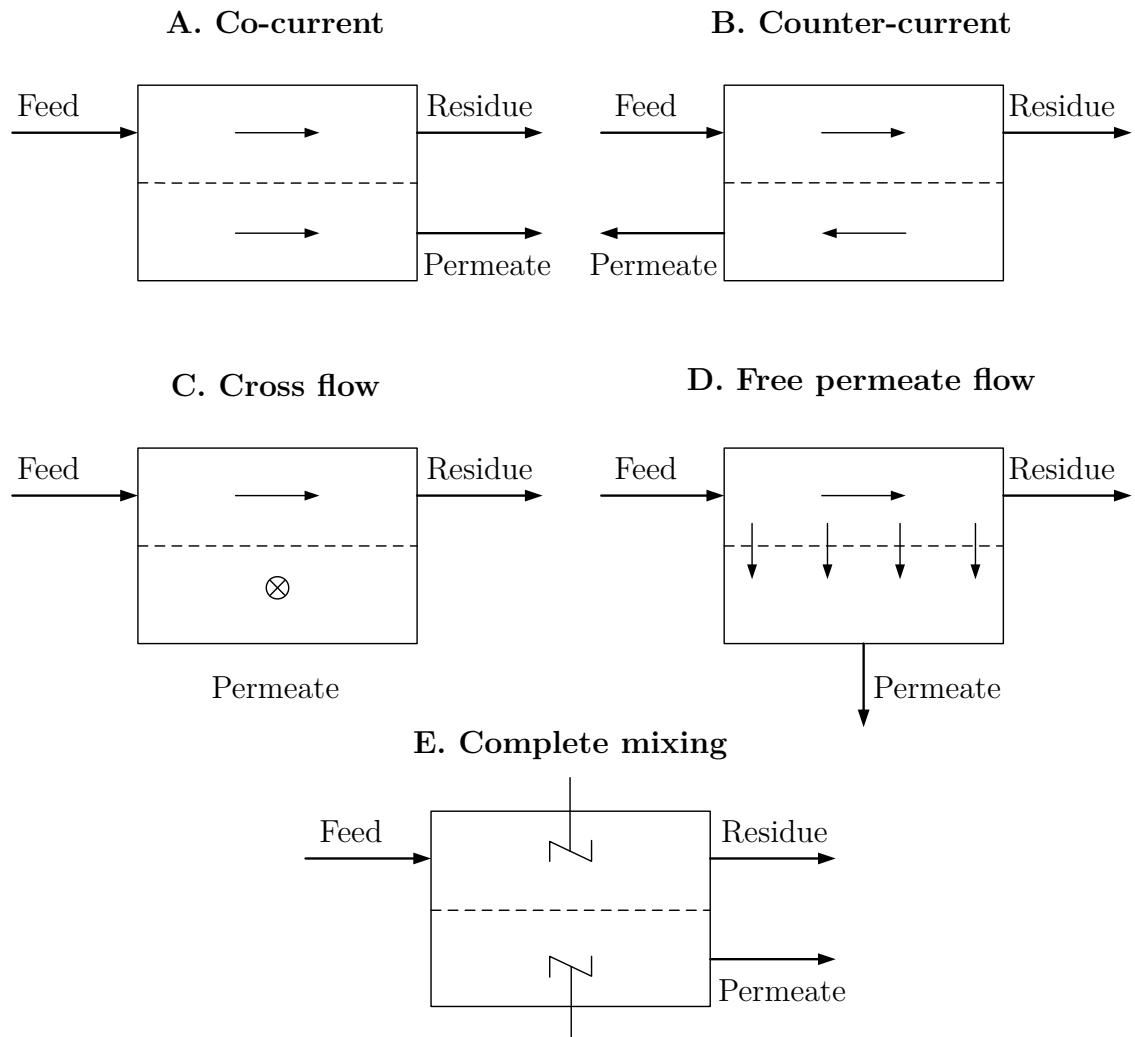 A. Co-current
B. Counter-current
Feed
Residue
Permeate
Feed
Residue
Permeate
C. Cross flow
D. Free permeate flow
Feed
Residue
Permeate
Feed
Residue
Permeate
E. Complete mixing
Feed
Residue
Permeate